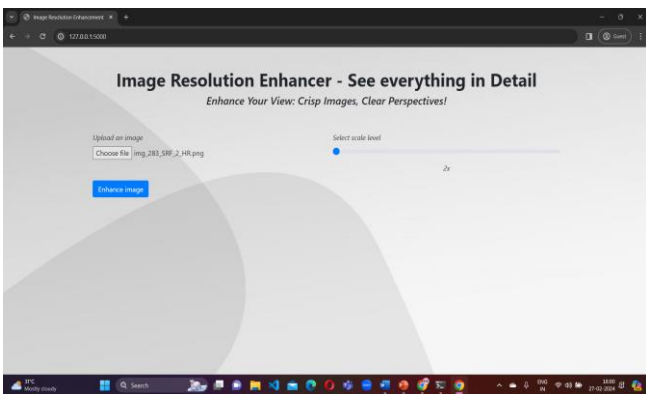 Image Resolution Enhancement
127.0.0.1:5000
Guest
Image Resolution Enhancer - See everything in Detail
Enhance Your View: Crisp Images, Clear Perspectives!
Upload an image
Select scale level
Choose file img_283_SRF_2_HR.png
2x
Enhance image
31°C
Mostly cloudy
Search
ENG
IN
18:00
27-02-2024